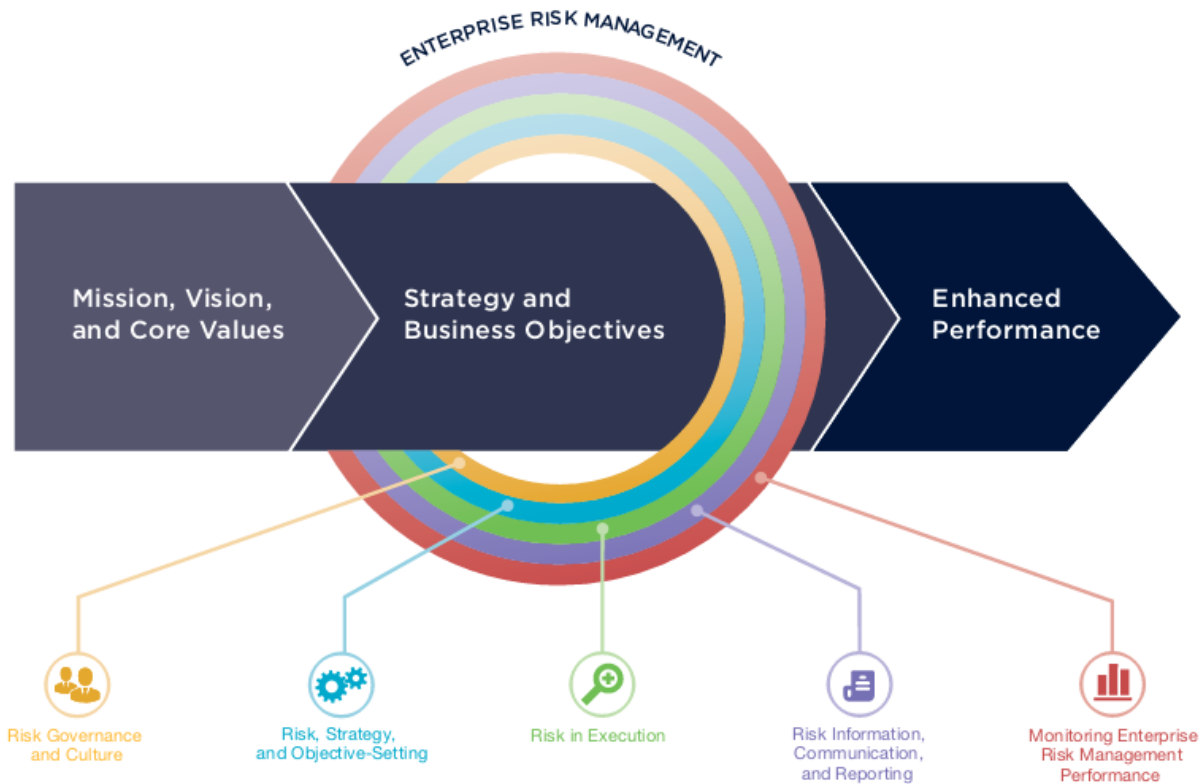 ENTERPRISE RISK MANAGEMENT
Mission, Vision,
and Core Values
Strategy and
Business Objectives
Enhanced
Performance
Risk Governance
and Culture
Risk, Strategy,
and Objective-Setting
Risk in Execution
Risk Information,
Communication,
and Reporting
Monitoring Enterprise
Risk Management
Performance